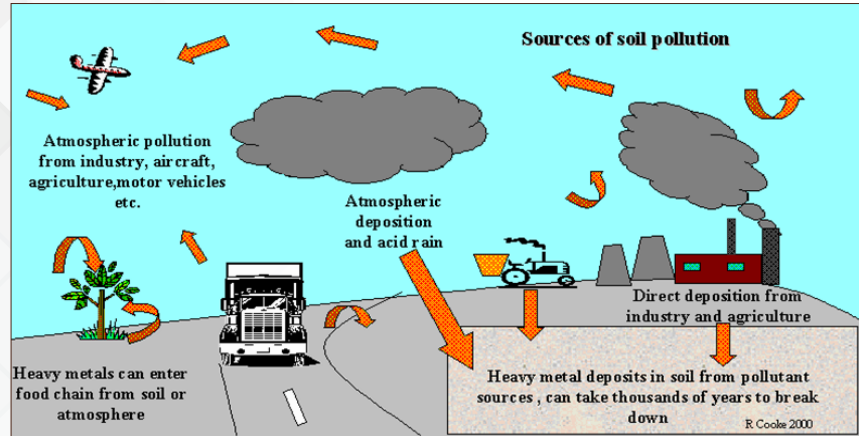 Sources of soil pollution
Atmospheric pollution
from industry, aircraft,
agriculture,motor vehicles
etc.
Atmospheric
deposition
and acid rain
Direct deposition from
industry and agriculture
Heavy metals can enter
food chain from soil or
atmosphere
Heavy metal deposits in soil from pollutant
sources , can take thousands of years to break
down
R Cooke 2000